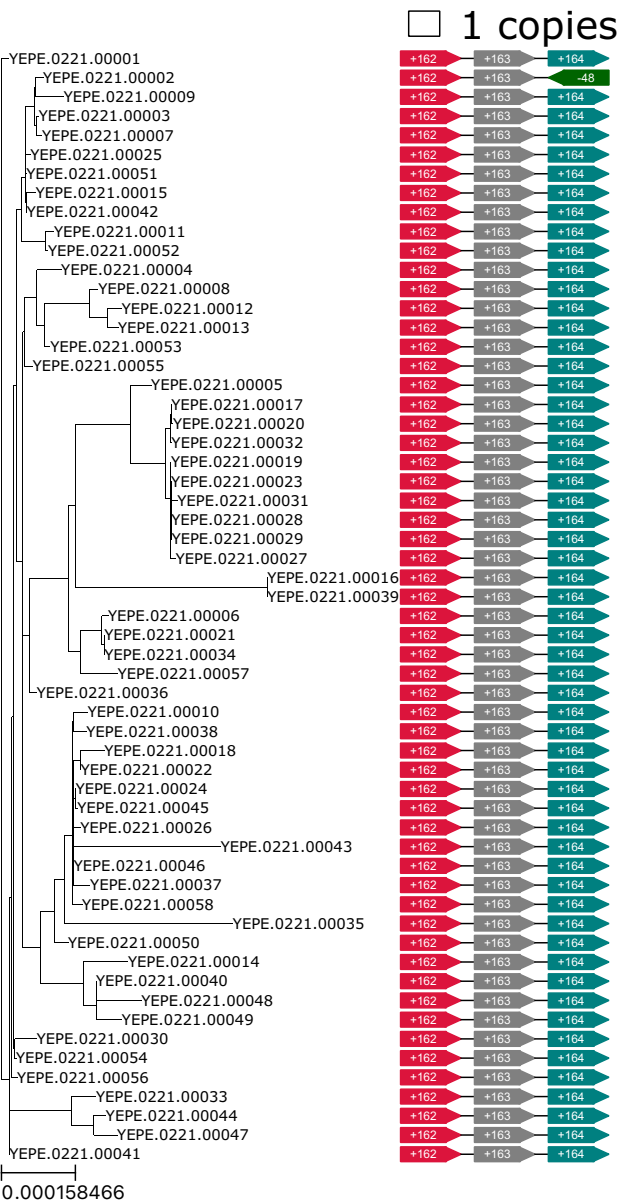 1 copies
YEPE.0221.00001 +162 +163 +164
YEPE.0221.00002 +162 +163 -48
YEPE.0221.00009 +162 +163 +164
YEPE.0221.00003 +162 +163 +164
YEPE.0221.00007 +162 +163 +164
YEPE.0221.00025 +162 +163 +164
YEPE.0221.00051 +162 +163 +164
YEPE.0221.00015 +162 +163 +164
YEPE.0221.00042 +162 +163 +164
YEPE.0221.00011 +162 +163 +164
YEPE.0221.00052 +162 +163 +164
YEPE.0221.00004 +162 +163 +164
YEPE.0221.00008 +162 +163 +164
YEPE.0221.00012 +162 +163 +164
YEPE.0221.00013 +162 +163 +164
YEPE.0221.00053 +162 +163 +164
YEPE.0221.00055 +162 +163 +164
YEPE.0221.00005 +162 +163 +164
YEPE.0221.00017 +162 +163 +164
YEPE.0221.00020 +162 +163 +164
YEPE.0221.00032 +162 +163 +164
YEPE.0221.00019 +162 +163 +164
YEPE.0221.00023 +162 +163 +164
YEPE.0221.00031 +162 +163 +164
YEPE.0221.00028 +162 +163 +164
YEPE.0221.00029 +162 +163 +164
YEPE.0221.00027 +162 +163 +164
YEPE.0221.00016 +162 +163 +164
YEPE.0221.00039 +162 +163 +164
YEPE.0221.00006 +162 +163 +164
YEPE.0221.00021 +162 +163 +164
YEPE.0221.00034 +162 +163 +164
YEPE.0221.00057 +162 +163 +164
YEPE.0221.00036 +162 +163 +164
YEPE.0221.00010 +162 +163 +164
YEPE.0221.00038 +162 +163 +164
YEPE.0221.00018 +162 +163 +164
YEPE.0221.00022 +162 +163 +164
YEPE.0221.00024 +162 +163 +164
YEPE.0221.00045 +162 +163 +164
YEPE.0221.00026 +162 +163 +164
YEPE.0221.00043 +162 +163 +164
YEPE.0221.00046 +162 +163 +164
YEPE.0221.00037 +162 +163 +164
YEPE.0221.00058 +162 +163 +164
YEPE.0221.00035 +162 +163 +164
YEPE.0221.00050 +162 +163 +164
YEPE.0221.00014 +162 +163 +164
YEPE.0221.00040 +162 +163 +164
YEPE.0221.00048 +162 +163 +164
YEPE.0221.00049 +162 +163 +164
YEPE.0221.00030 +162 +163 +164
YEPE.0221.00054 +162 +163 +164
YEPE.0221.00056 +162 +163 +164
YEPE.0221.00033 +162 +163 +164
YEPE.0221.00044 +162 +163 +164
YEPE.0221.00047 +162 +163 +164
YEPE.0221.00041 +162 +163 +164
0.000158466